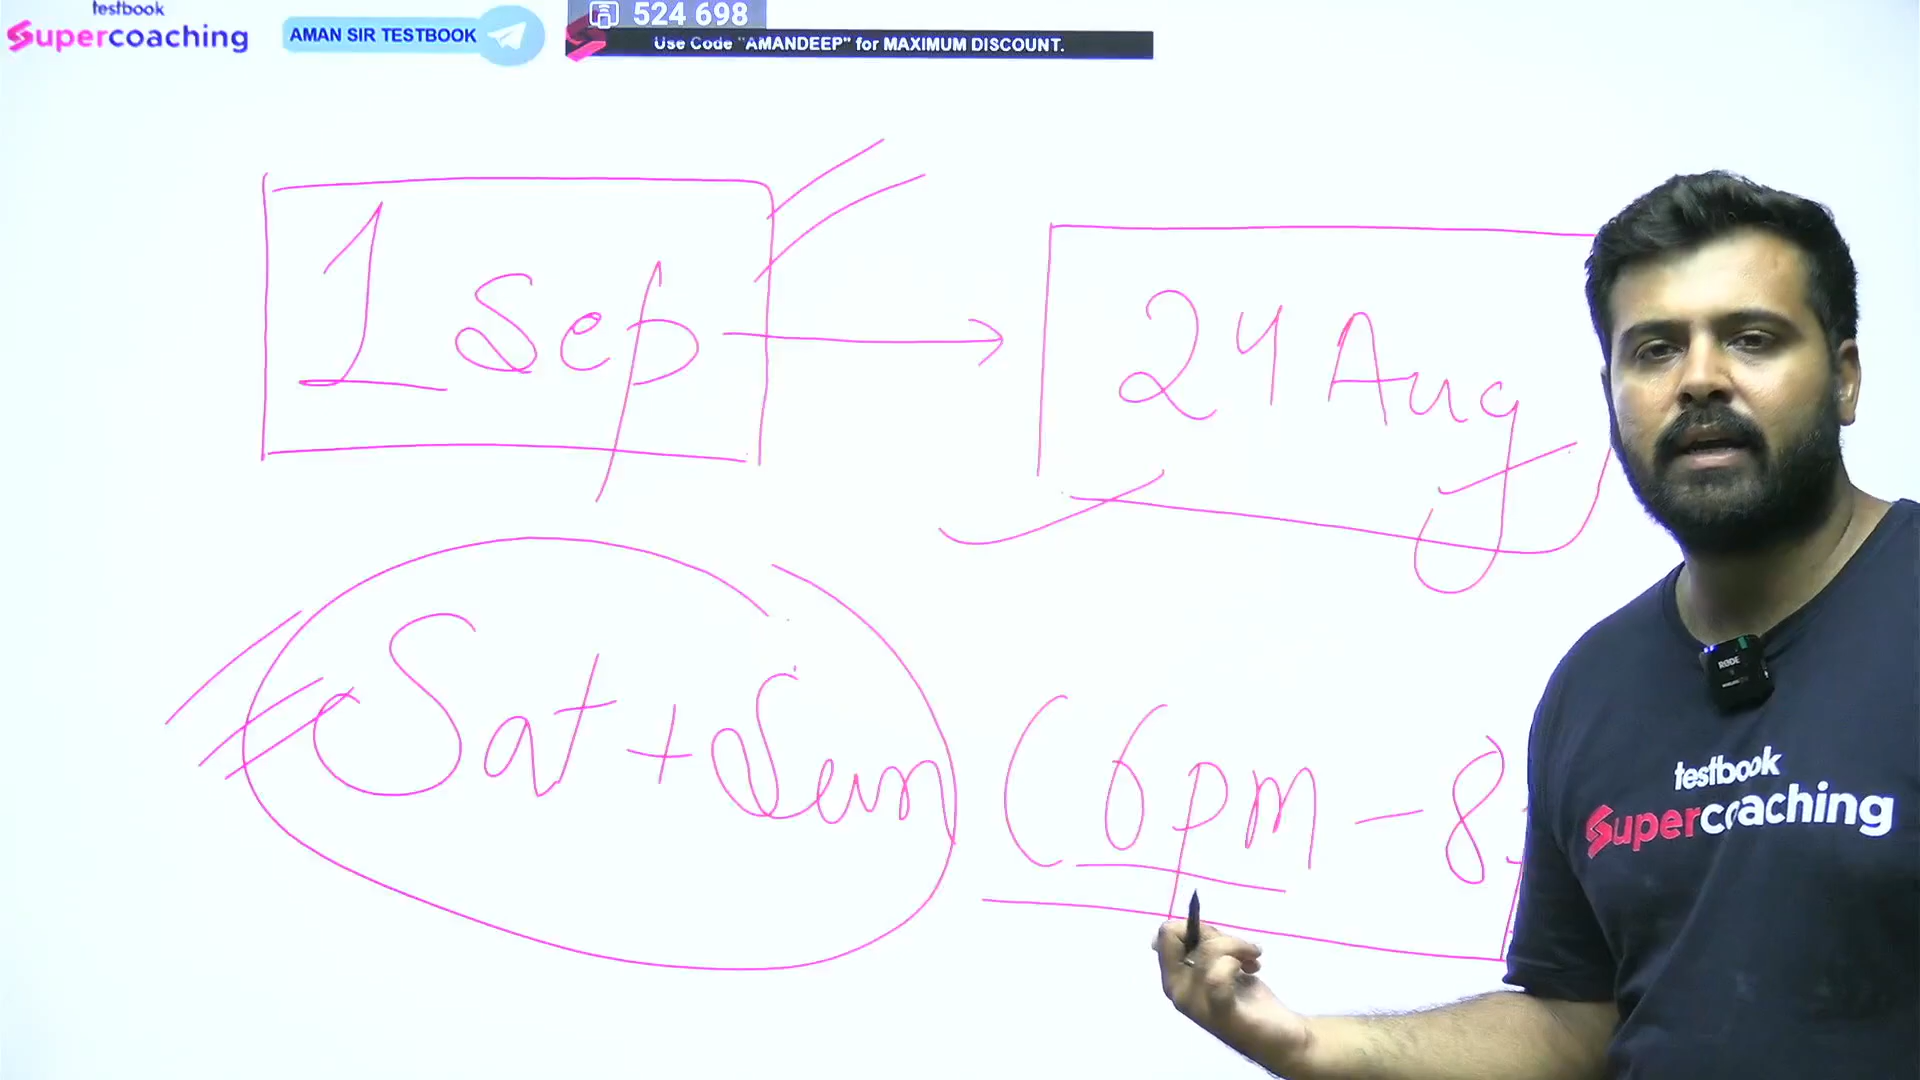 testbook
Supercoaching
AMAN SIR TESTBOOK
524 698
Use Code "AMANDEEP" for MAXIMUM DISCOUNT.
1 Sep
24 Aug
Sat + Sun (6pm - 8
RODE
testbook
Supercoaching